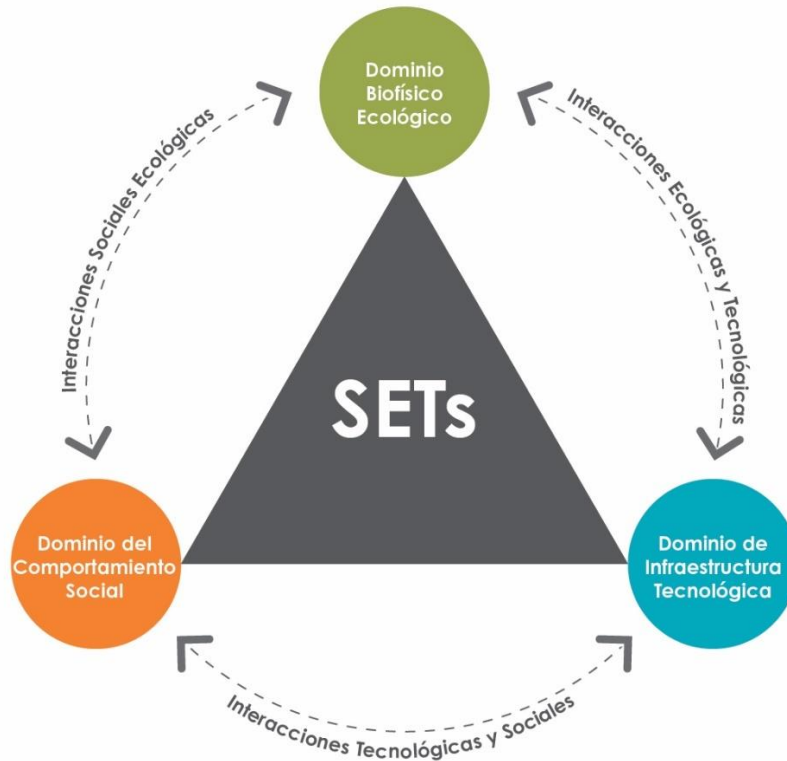 Dominio
Biofísico
Ecológico
Interacciones Sociales Ecológicas
Interacciones Ecológicas y Tecnológicas
SETs
Dominio del
Comportamiento
Social
Dominio de
Infraestructura
Tecnológica
Interacciones Tecnológicas y Sociales